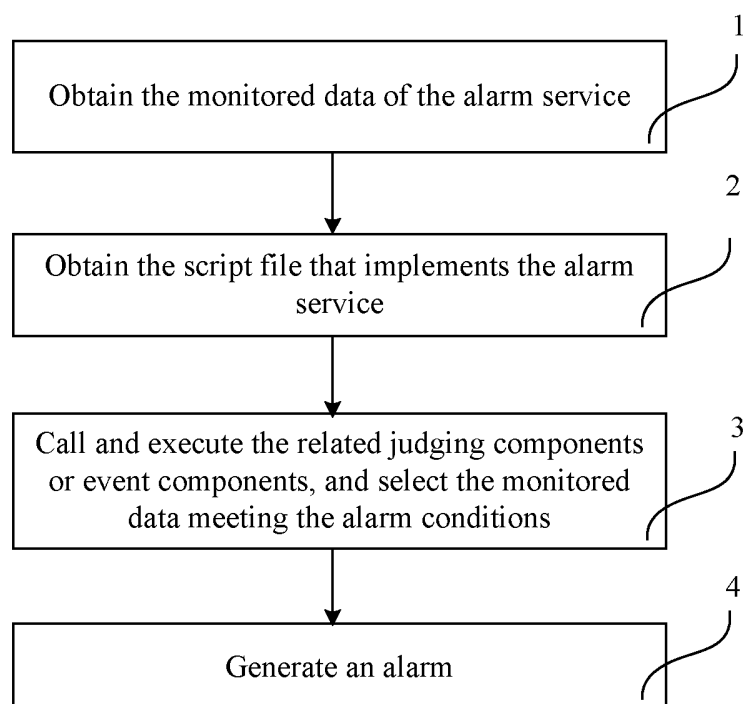 1
Obtain the monitored data of the alarm service
2
Obtain the script file that implements the alarm
service
3
Call and execute the related judging components
or event components, and select the monitored
data meeting the alarm conditions
4
Generate an alarm